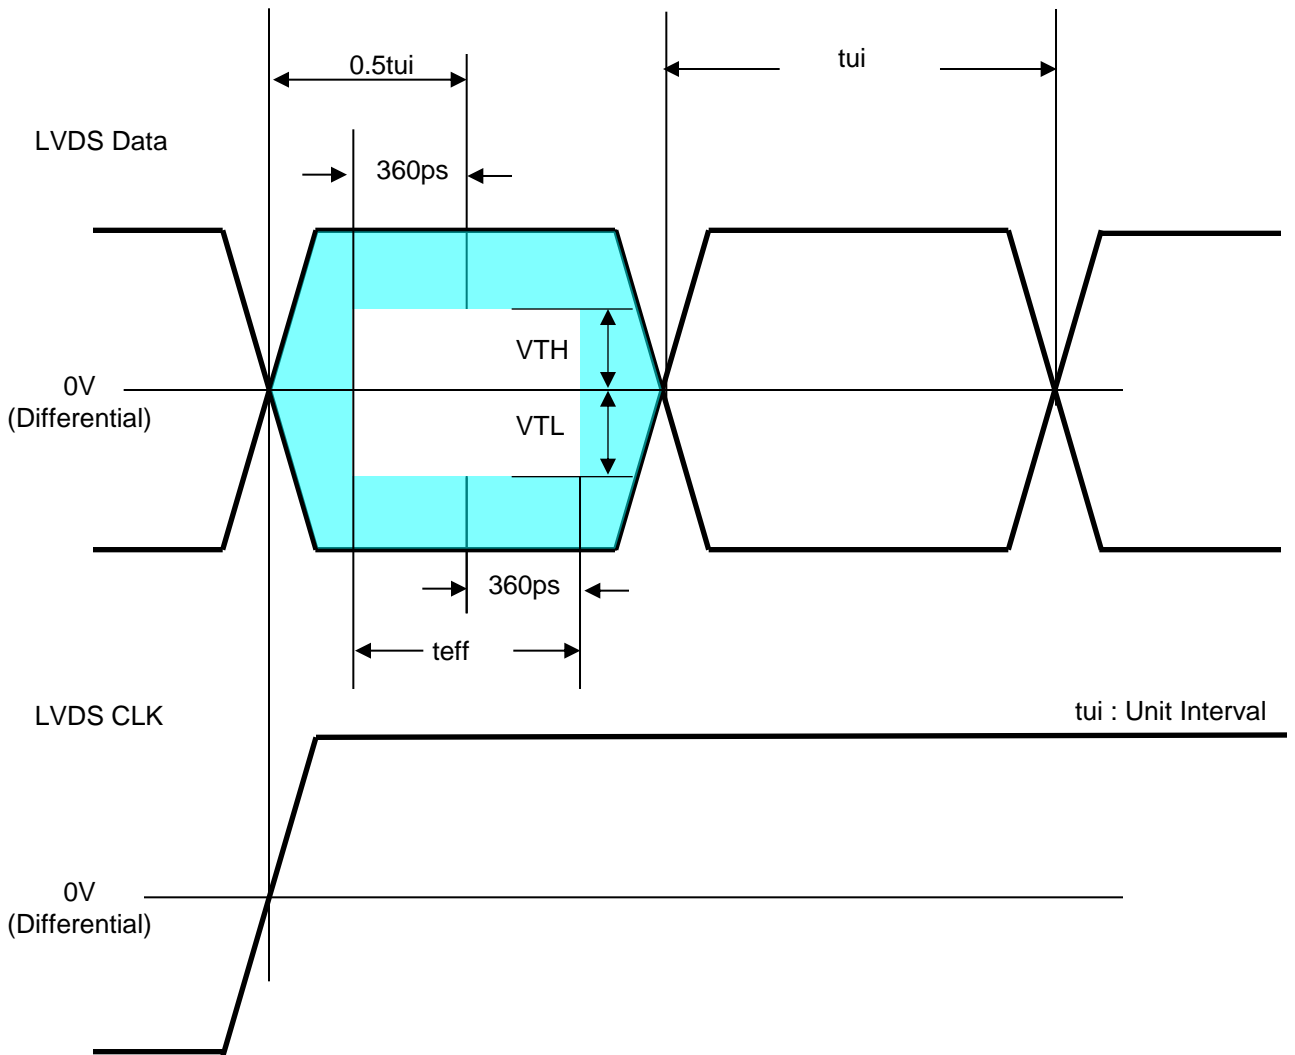 0.5tui
tui
LVDS Data
360ps
VTH
0V
(Differential)
VTL
360ps
teff
LVDS CLK
tui : Unit Interval
0V
(Differential)